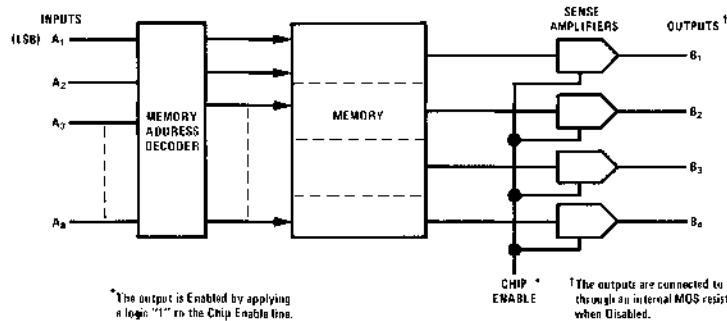 INPUTS
(LSB) A1
A2
A3
MEMORY
ADDRESS
DECODER
MEMORY
SENSE
AMPLIFIERS
OUTPUTS †
B1
B2
B3
B4
CHIP *
ENABLE
*The output is Enabled by applying
a logic "1" to the Chip Enable line.
†The outputs are connected to
through an internal MOS resist
when Disabled.